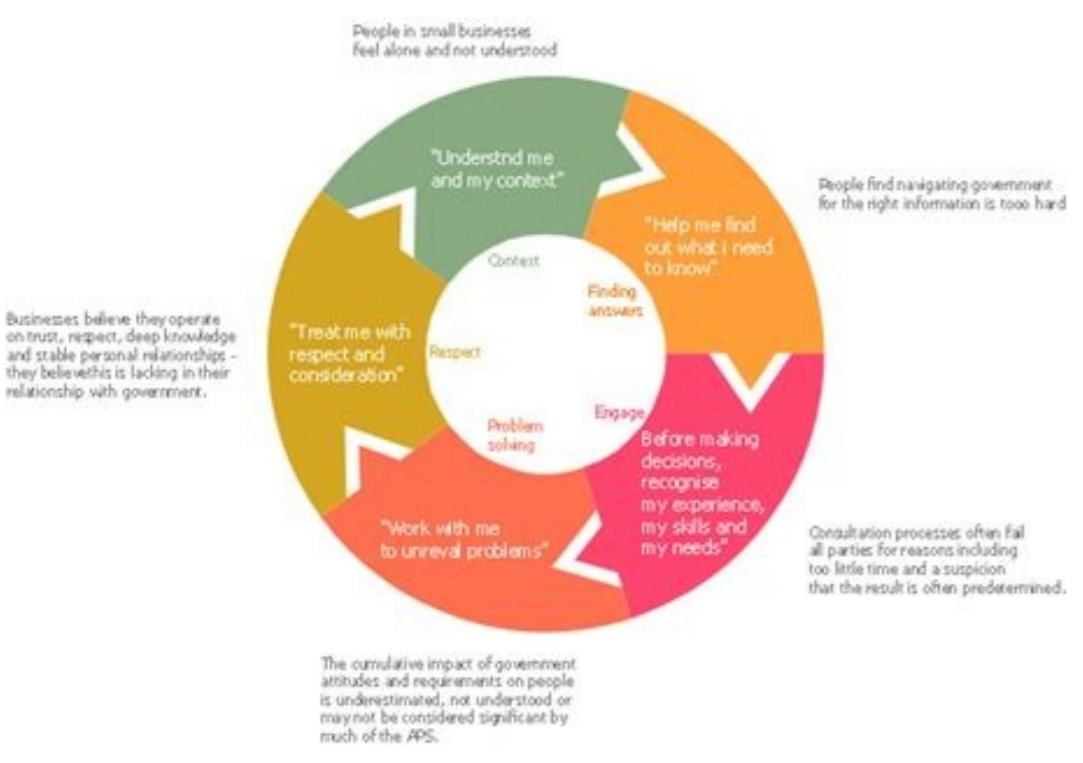 People in small businesses
feel alone and not understood
"Understnd me
and my context"
People find navigating government
for the right information is tooo hard
"Help me find
out what i need
to know"
Context
Finding
answers
Businesses believe they operate
on trust, respect, deep knowledge
and stable personal relationships -
they believethis is lacking in their
relationship with government.
"Treat me with
respect and
consideration"
Respect
Engage
Problem
solving
Before making
decisions,
recognise
my experience,
my skills and
my needs"
"Work with me
to unreval problems"
Consultation processes often fail
all parties for reasons including
too little time and a suspicion
that the result is often predetermined.
The cumulative impact of government
attitudes and requirements on people
is underestimated, not understood or
may not be considered significant by
much of the APS.